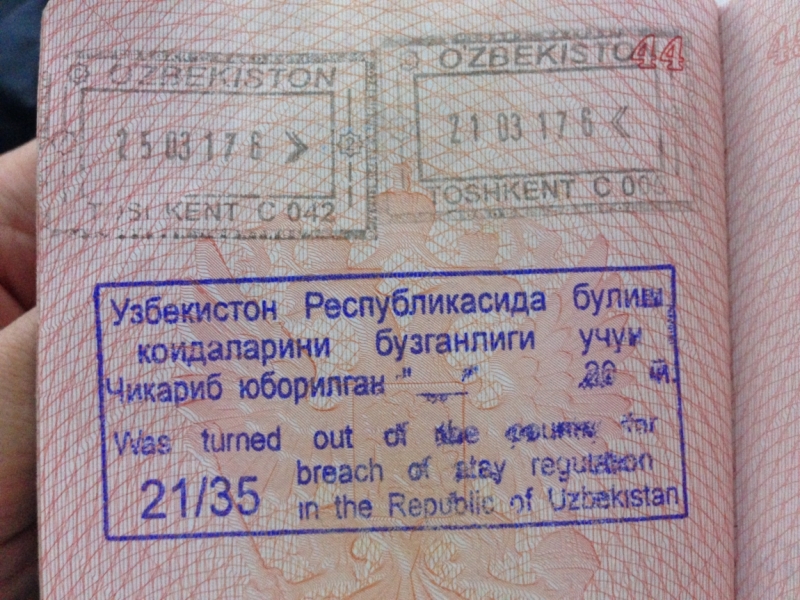 44
O'ZBEKISTON
25 03 17 6
TOSHKENT C 042
O'ZBEKISTO
21 03 17 6
TOSHKENT C
Узбекистон Республикасида булиш
коидаларини бузганлиги учун
Чикариб юборилган "___" 20 й.
Was turned out of the country for
breach of stay regulation
21/35 in the Republic of Uzbekistan